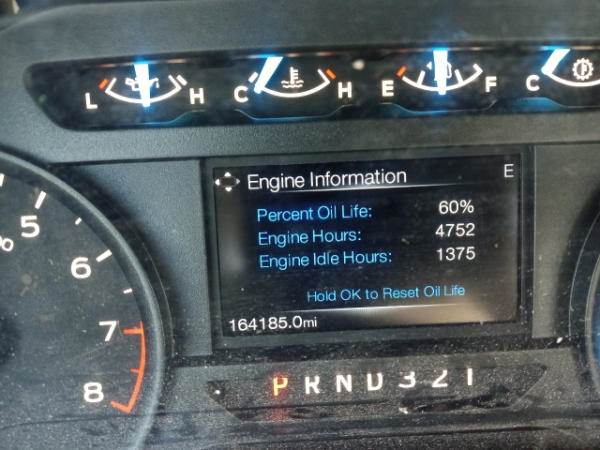 L H C H E F C
Engine Information E
Percent Oil Life: 60%
Engine Hours: 4752
Engine Idle Hours: 1375
Hold OK to Reset Oil Life
164185.0mi
5
6
7
8
P R N D 3 2 1